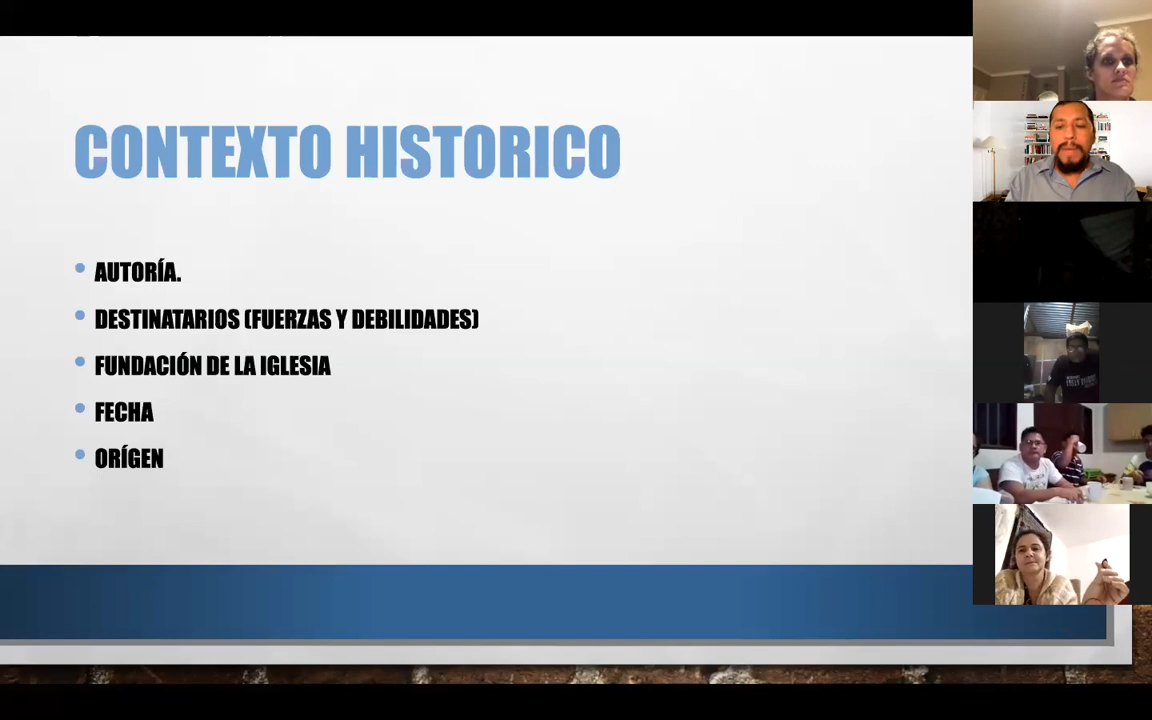 CONTEXTO HISTORICO
• AUTORÍA.
• DESTINATARIOS (FUERZAS Y DEBILIDADES)
• FUNDACIÓN DE LA IGLESIA
• FECHA
• ORÍGEN